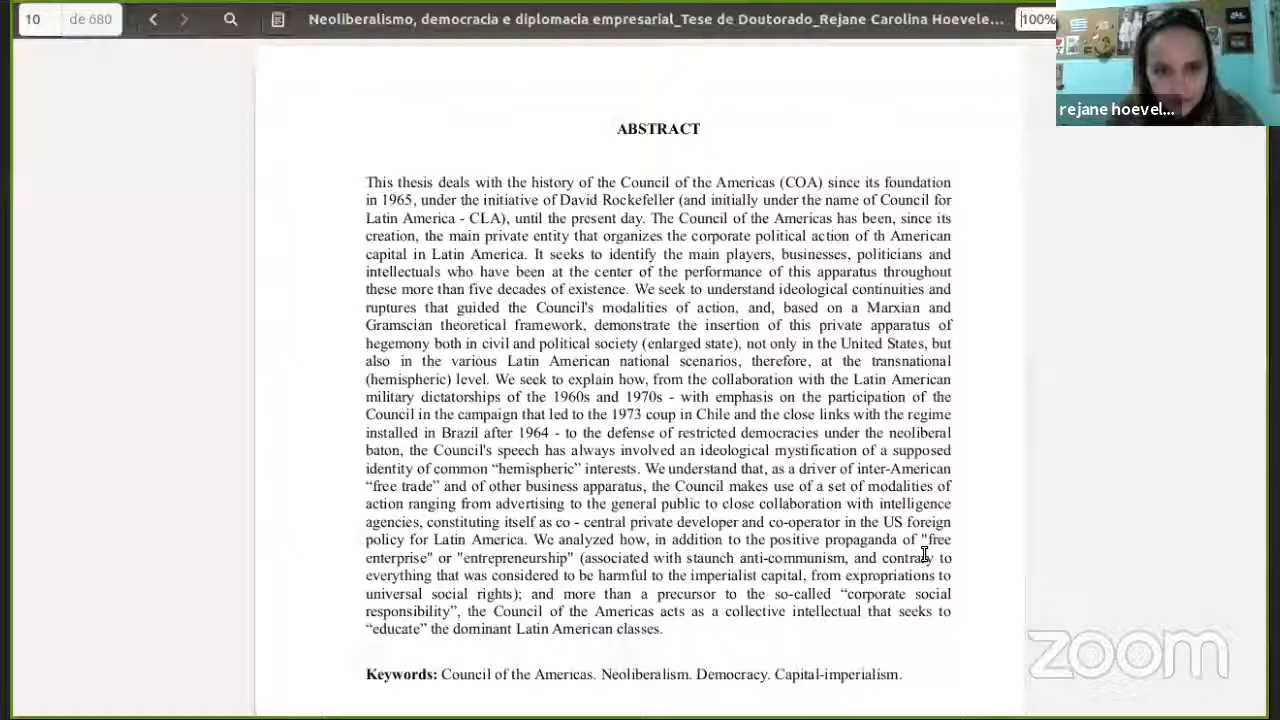 10
de 680
Neoliberalismo, democracia e diplomacia empresarial_Tese de Doutorado_Rejane Carolina Hoevele...
100%
rejane hoevel...
ABSTRACT
This thesis deals with the history of the Council of the Americas (COA) since its foundation
in 1965, under the initiative of David Rockefeller (and initially under the name of Council for
Latin America - CLA), until the present day. The Council of the Americas has been, since its
creation, the main private entity that organizes the corporate political action of th American
capital in Latin America. It seeks to identify the main players, businesses, politicians and
intellectuals who have been at the center of the performance of this apparatus throughout
these more than five decades of existence. We seek to understand ideological continuities and
ruptures that guided the Council's modalities of action, and, based on a Marxian and
Gramscian theoretical framework, demonstrate the insertion of this private apparatus of
hegemony both in civil and political society (enlarged state), not only in the United States, but
also in the various Latin American national scenarios, therefore, at the transnational
(hemispheric) level. We seek to explain how, from the collaboration with the Latin American
military dictatorships of the 1960s and 1970s - with emphasis on the participation of the
Council in the campaign that led to the 1973 coup in Chile and the close links with the regime
installed in Brazil after 1964 - to the defense of restricted democracies under the neoliberal
baton, the Council's speech has always involved an ideological mystification of a supposed
identity of common “hemispheric” interests. We understand that, as a driver of inter-American
“free trade” and of other business apparatus, the Council makes use of a set of modalities of
action ranging from advertising to the general public to close collaboration with intelligence
agencies, constituting itself as co - central private developer and co-operator in the US foreign
policy for Latin America. We analyzed how, in addition to the positive propaganda of "free
enterprise" or "entrepreneurship" (associated with staunch anti-communism, and contrary to
everything that was considered to be harmful to the imperialist capital, from expropriations to
universal social rights); and more than a precursor to the so-called “corporate social
responsibility”, the Council of the Americas acts as a collective intellectual that seeks to
“educate” the dominant Latin American classes.
Keywords: Council of the Americas. Neoliberalism. Democracy. Capital-imperialism.
zoom